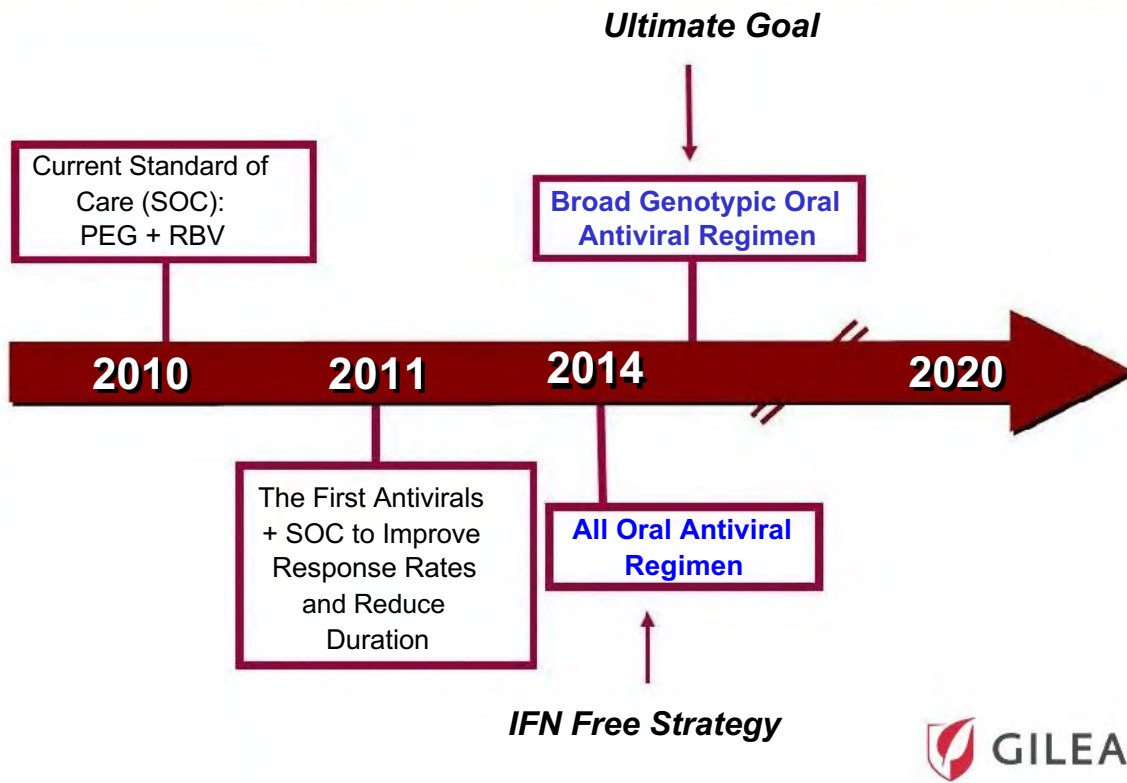 Ultimate Goal
Current Standard of
Care (SOC):
PEG + RBV
Broad Genotypic Oral
Antiviral Regimen
2010
2011
2014
2020
The First Antivirals
+ SOC to Improve
Response Rates
and Reduce
Duration
All Oral Antiviral
Regimen
IFN Free Strategy
GILEA